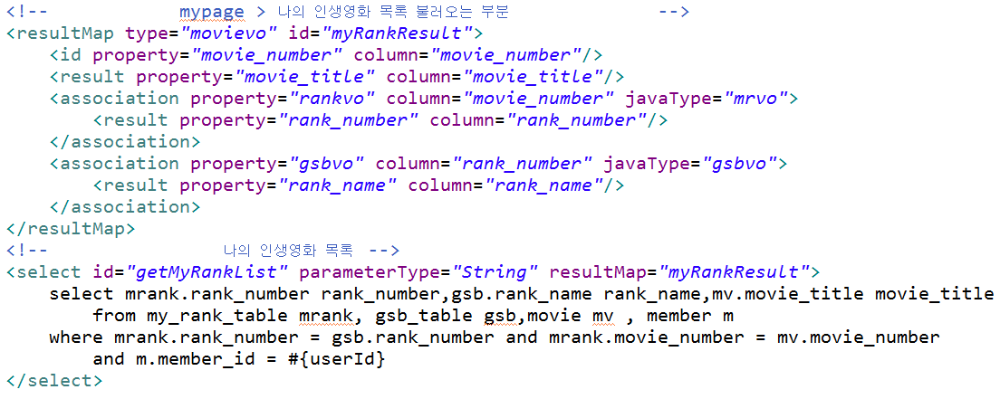 <!-- mypage > 나의 인생영화 목록 불러오는 부분 -->
<resultMap type="movievo" id="myRankResult">
<id property="movie_number" column="movie_number"/>
<result property="movie_title" column="movie_title"/>
<association property="rankvo" column="movie_number" javaType="mrvo">
<result property="rank_number" column="rank_number"/>
</association>
<association property="gsbvo" column="rank_number" javaType="gsbvo">
<result property="rank_name" column="rank_name"/>
</association>
</resultMap>
<!-- 나의 인생영화 목록 -->
<select id="getMyRankList" parameterType="String" resultMap="myRankResult">
select mrank.rank_number rank_number,gsb.rank_name rank_name,mv.movie_title movie_title
from my_rank_table mrank, gsb_table gsb,movie mv , member m
where mrank.rank_number = gsb.rank_number and mrank.movie_number = mv.movie_number
and m.member_id = #{userId}
</select>